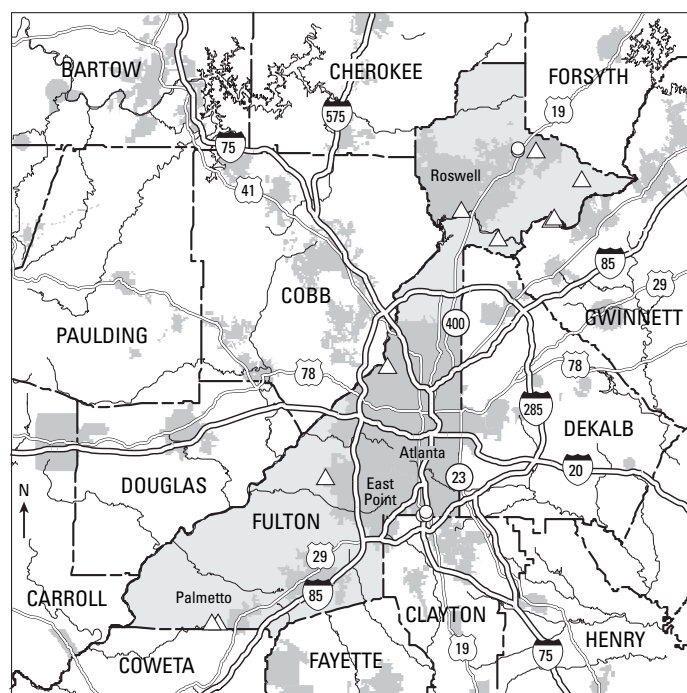 BARTOW
CHEROKEE
FORSYTH
575
19
75
41
Roswell
COBB
85
29
GWINNETT
PAULDING
400
78
78
285
DEKALB
Atlanta
DOUGLAS
East
Point
23
20
N
FULTON
29
CARROLL
Palmetto
85
CLAYTON
HENRY
19
75
COWETA
FAYETTE